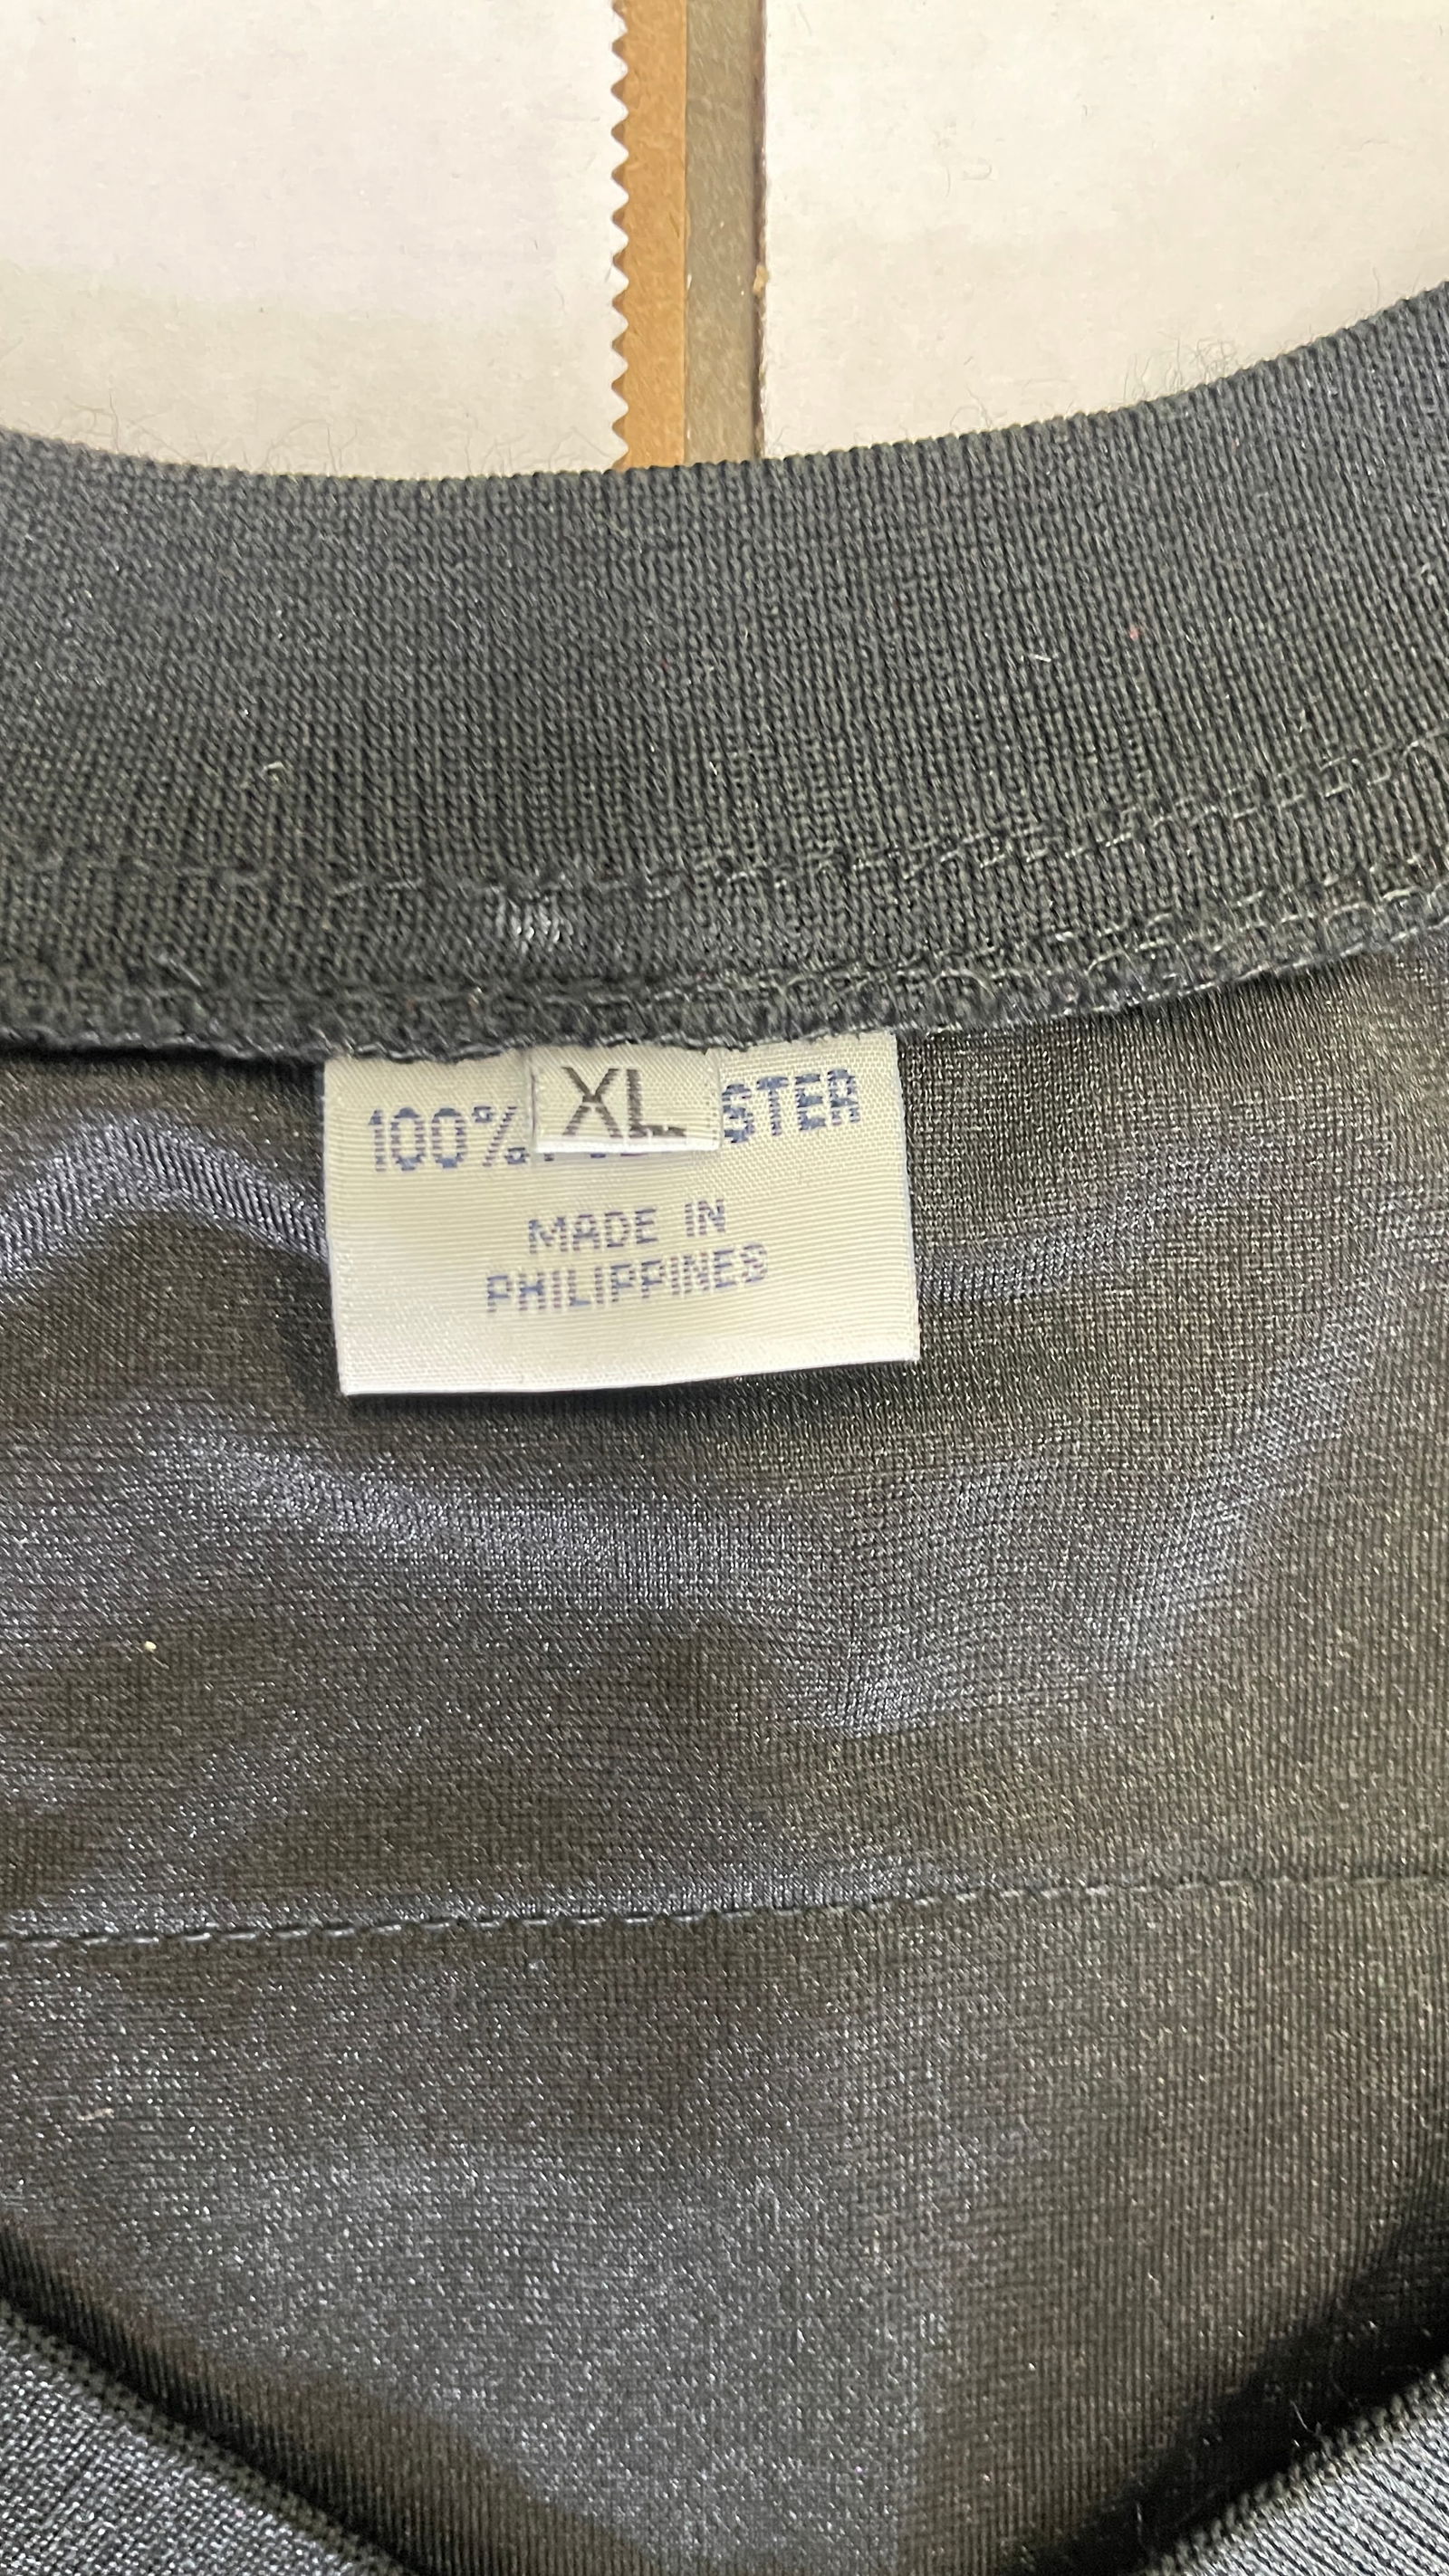 XL
100% STER
MADE IN
PHILIPPINES